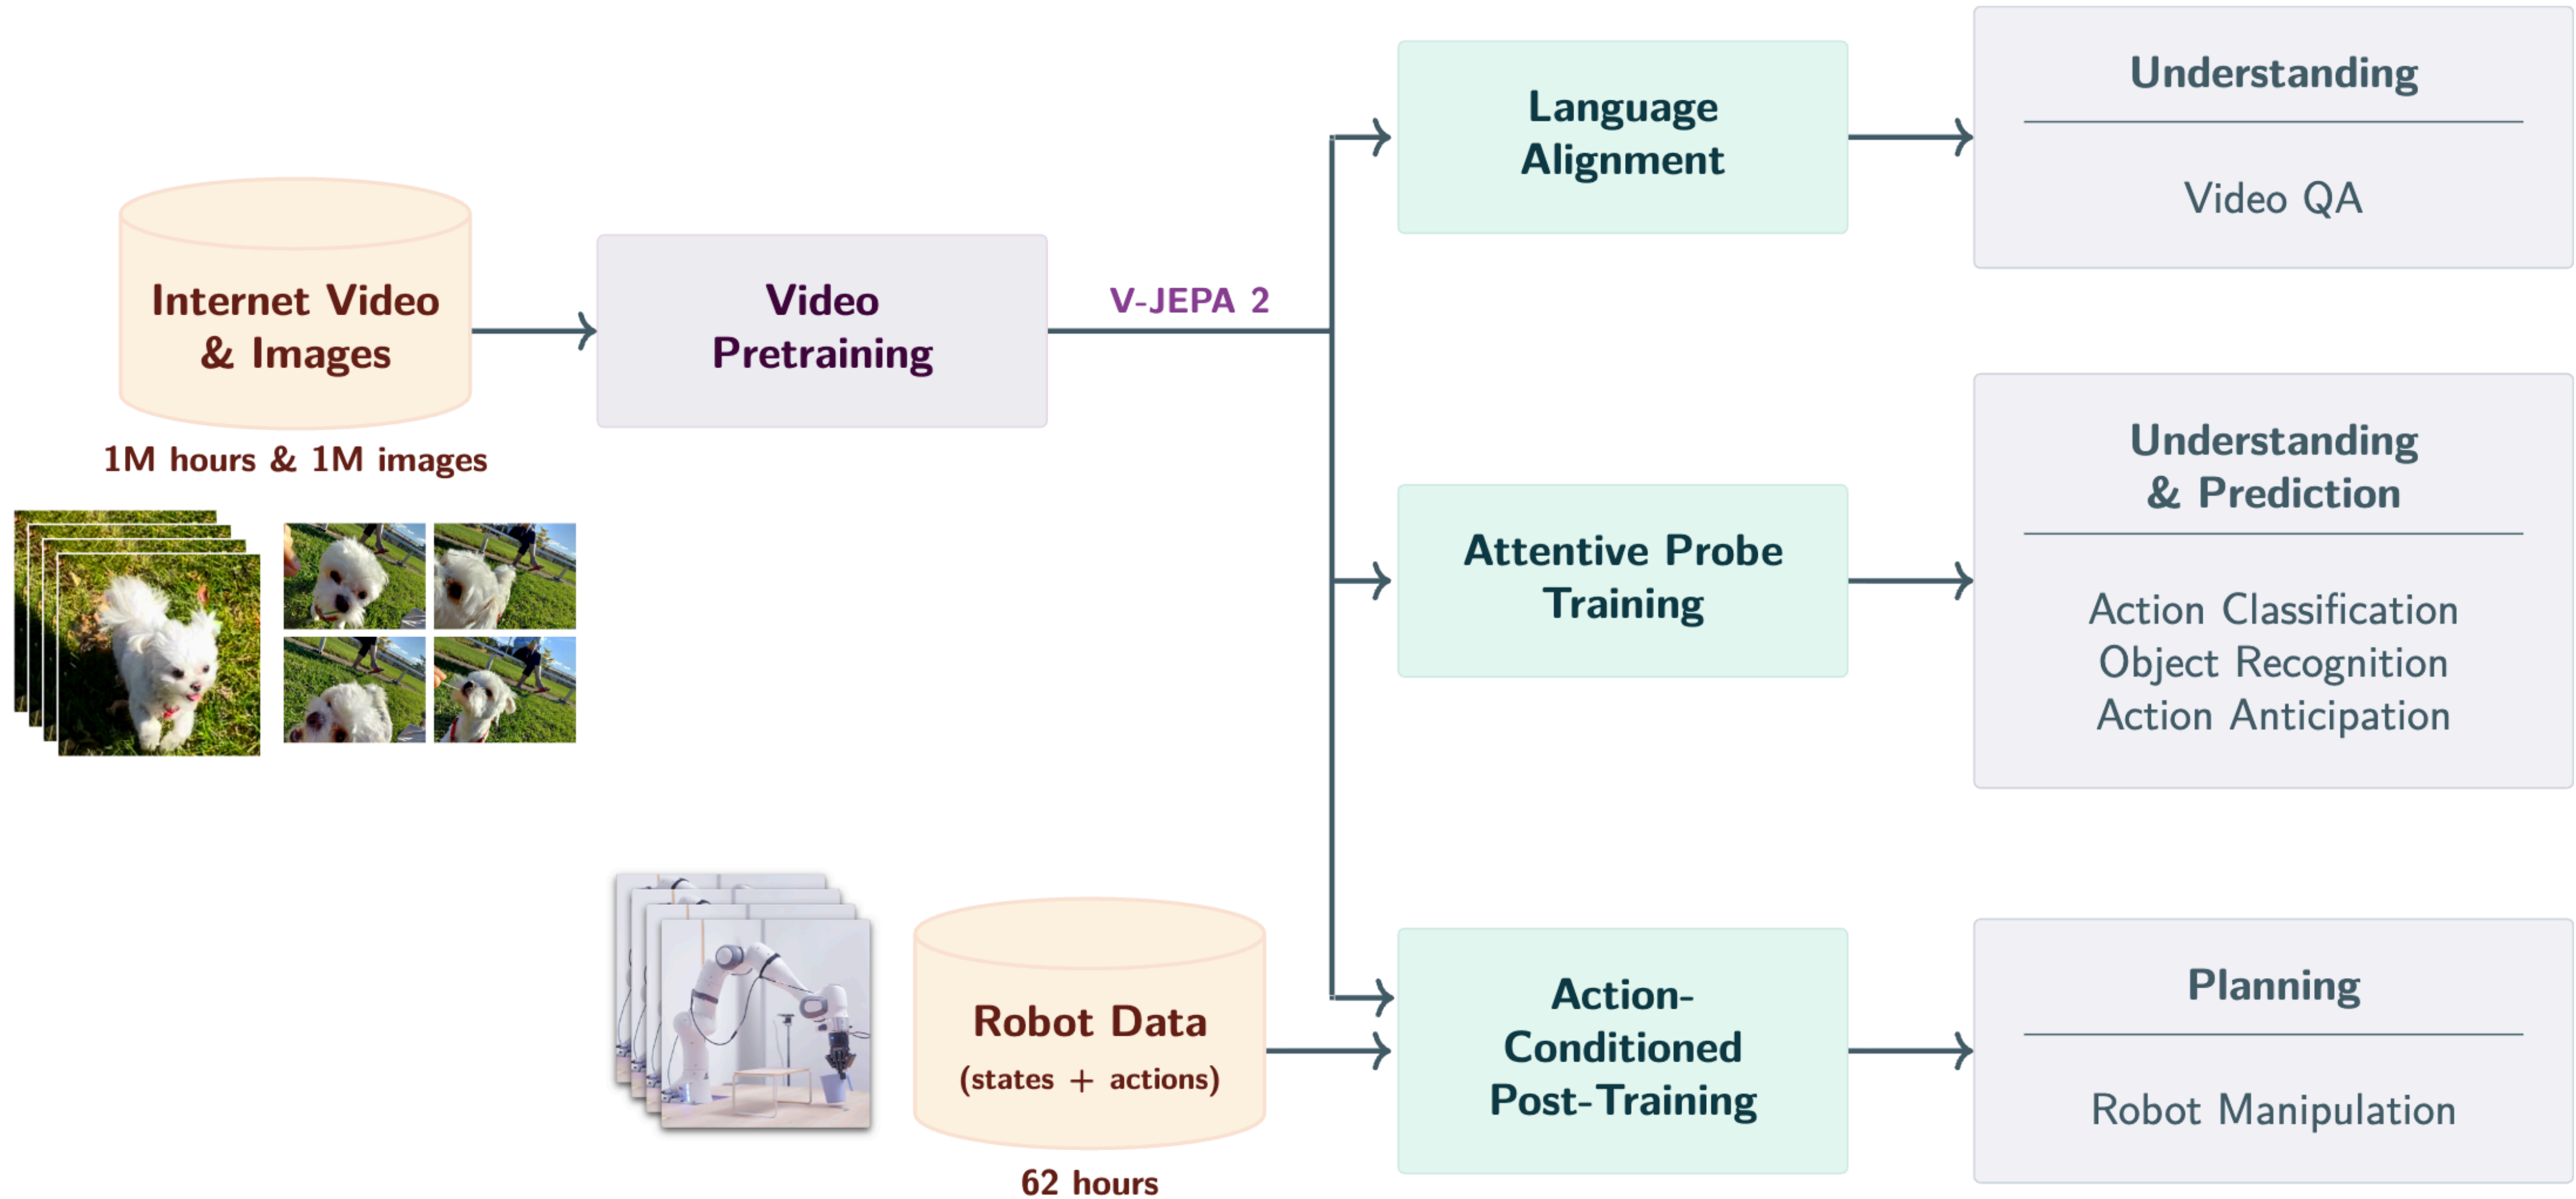 Internet Video
& Images
1M hours & 1M images
Video
Pretraining
V-JEPA 2
Language
Alignment
Understanding
Video QA
Attentive Probe
Training
Understanding
& Prediction
Action Classification
Object Recognition
Action Anticipation
Robot Data
(states + actions)
62 hours
Action-
Conditioned
Post-Training
Planning
Robot Manipulation